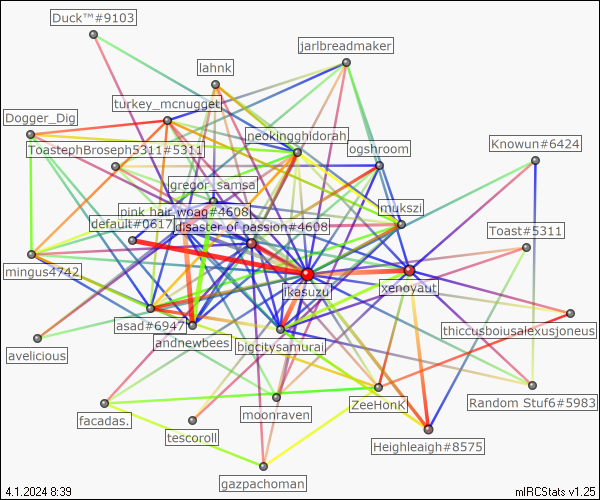 Duck™#9103
jarlbreadmaker
lahnk
turkey_mcnugget
Dogger_Dig
neokingghidorah
ToastephBroseph5311#5311
ogshroom
Knowun#6424
gregor_samsa
pink hair woag#4608
mukszi
default#0617
disaster of passion#4608
Toast#5311
mingus4742
ikasuzu
xenoyaut
asad#6947
thiccusboiusalexusjoneus
andnewbees
bigcitysamurai
avelicious
moonraven
ZeeHonK
Random Stuf6#5983
facadas.
tescoroll
Heighleaigh#8575
gazpachoman
4.1.2024 8:39
mIRCStats v1.25